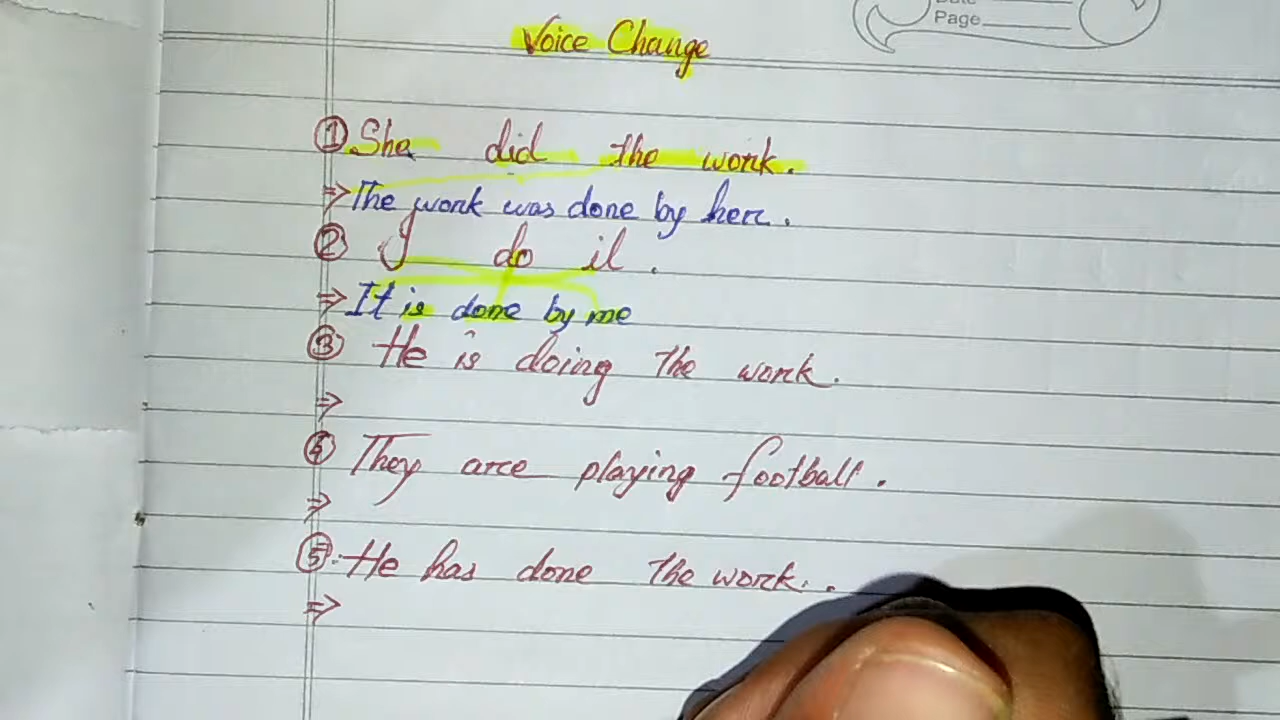 Date
Page
Voice Change
① She did the work.
⇒ The work was done by her.
② I do it.
⇒ It is done by me
③ He is doing the work.
⇒
④ They are playing football.
⇒
⑤ He has done the work..
⇒